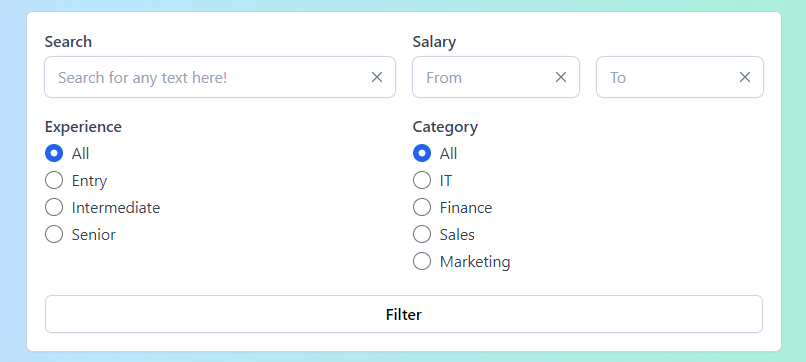 Search
Search for any text here!
Salary
From
To
Experience
All
Entry
Intermediate
Senior
Category
All
IT
Finance
Sales
Marketing
Filter